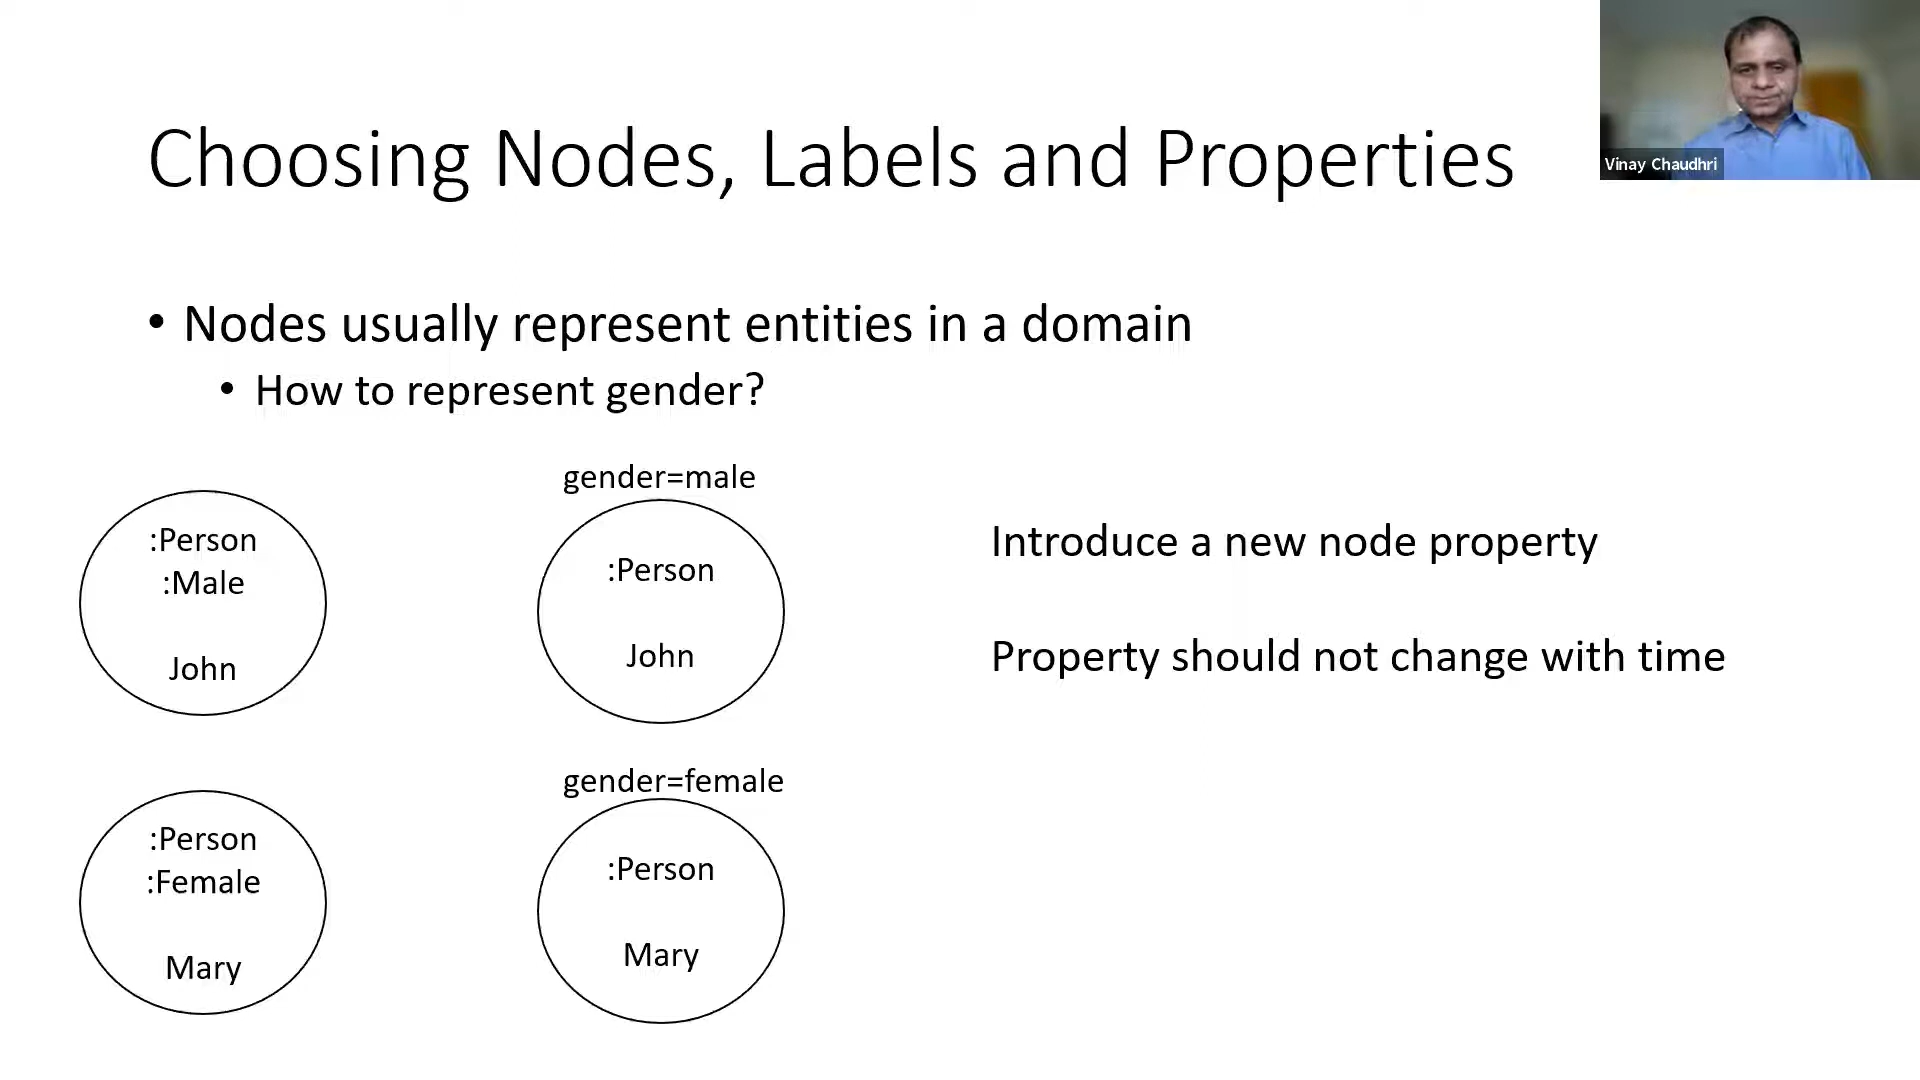 Choosing Nodes, Labels and Properties
Vinay Chaudhri
• Nodes usually represent entities in a domain
• How to represent gender?
:Person
:Male
John
gender=male
:Person
John
Introduce a new node property
Property should not change with time
:Person
:Female
Mary
gender=female
:Person
Mary